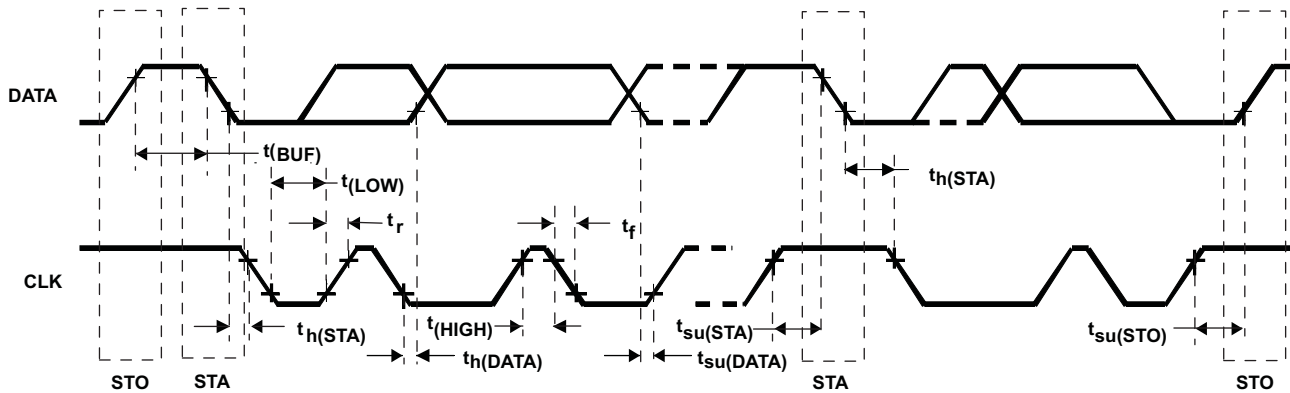 DATA
t(BUF)
t(LOW)
th(STA)
tr
tf
CLK
th(STA)
t(HIGH)
tsu(STA)
tsu(STO)
th(DATA)
tsu(DATA)
STO
STA
STA
STO